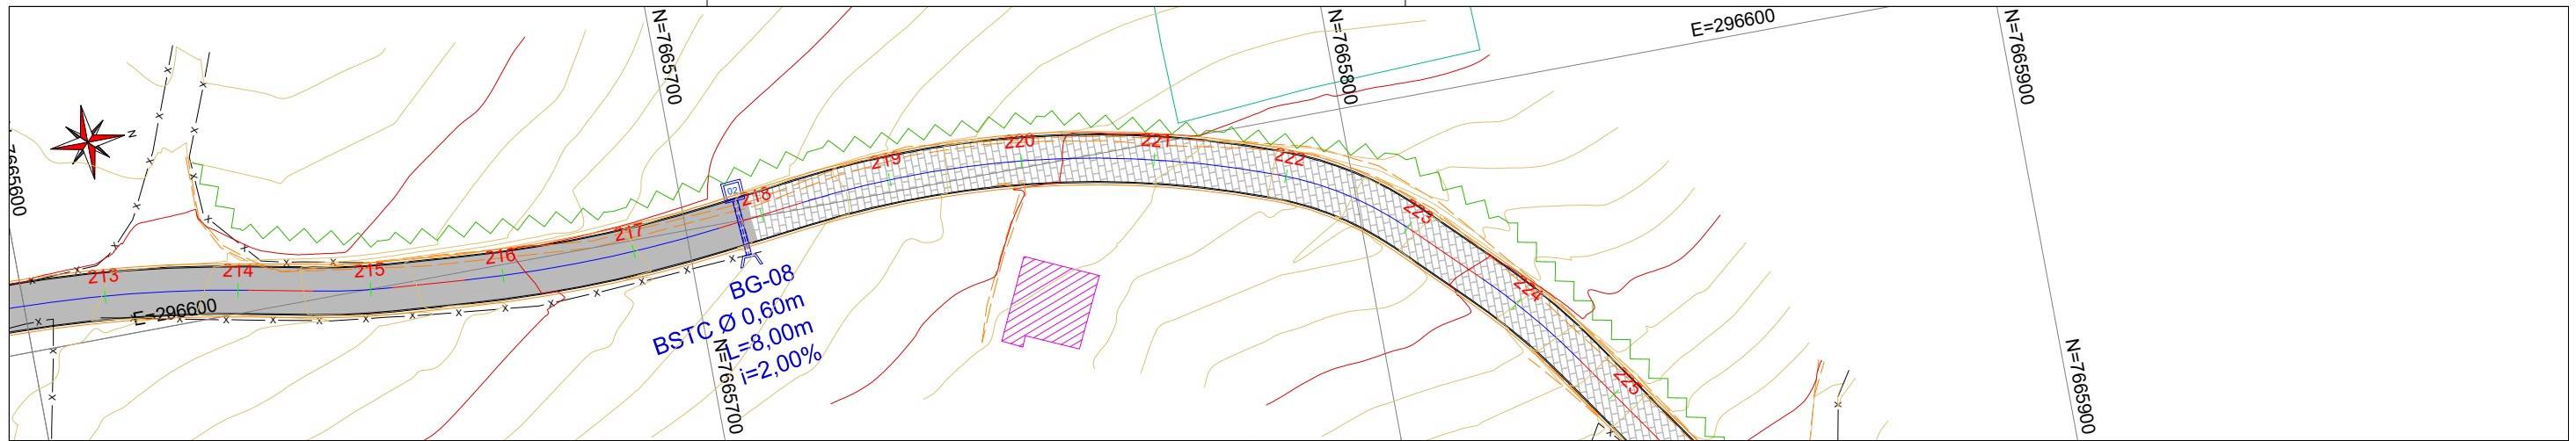 N=7665700
N=7665800
E=296600
N=7665900
N
7665600
02
213
214
215
216
217
218
219
220
221
222
223
224
225
E=296600
BG-08
BSTC Ø 0,60m
L=8,00m
i=2,00%
N=7665700
N=7665900